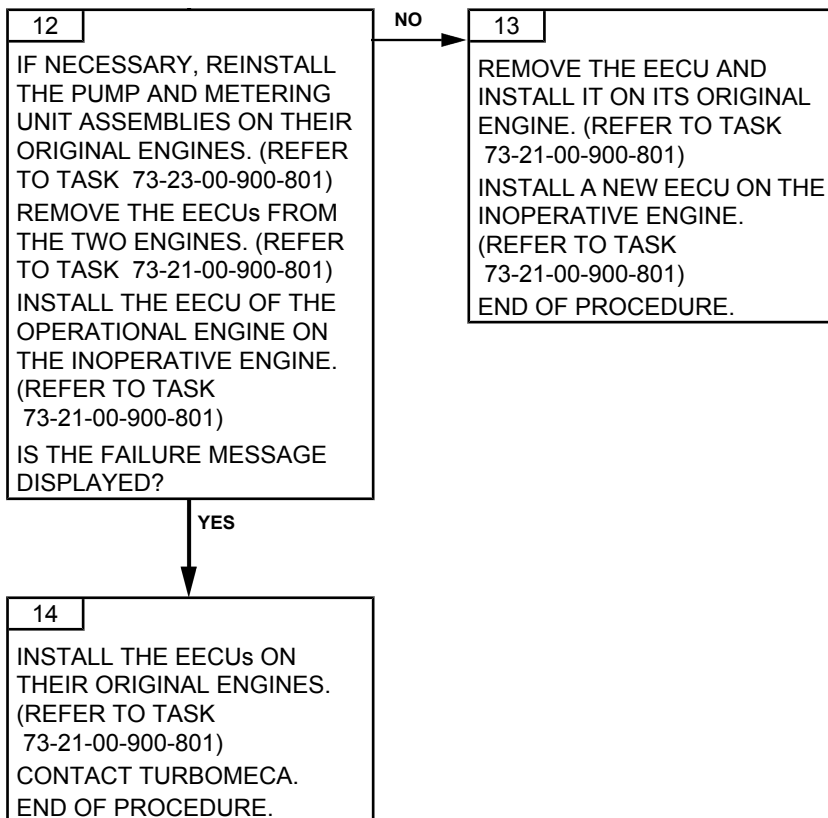 12
IF NECESSARY, REINSTALL
THE PUMP AND METERING
UNIT ASSEMBLIES ON THEIR
ORIGINAL ENGINES. (REFER
TO TASK 73-23-00-900-801)
REMOVE THE EECUs FROM
THE TWO ENGINES. (REFER
TO TASK 73-21-00-900-801)
INSTALL THE EECU OF THE
OPERATIONAL ENGINE ON
THE INOPERATIVE ENGINE.
(REFER TO TASK
73-21-00-900-801)
IS THE FAILURE MESSAGE
DISPLAYED?
NO
13
REMOVE THE EECU AND
INSTALL IT ON ITS ORIGINAL
ENGINE. (REFER TO TASK
73-21-00-900-801)
INSTALL A NEW EECU ON THE
INOPERATIVE ENGINE.
(REFER TO TASK
73-21-00-900-801)
END OF PROCEDURE.
YES
14
INSTALL THE EECUs ON
THEIR ORIGINAL ENGINES.
(REFER TO TASK
73-21-00-900-801)
CONTACT TURBOMECA.
END OF PROCEDURE.